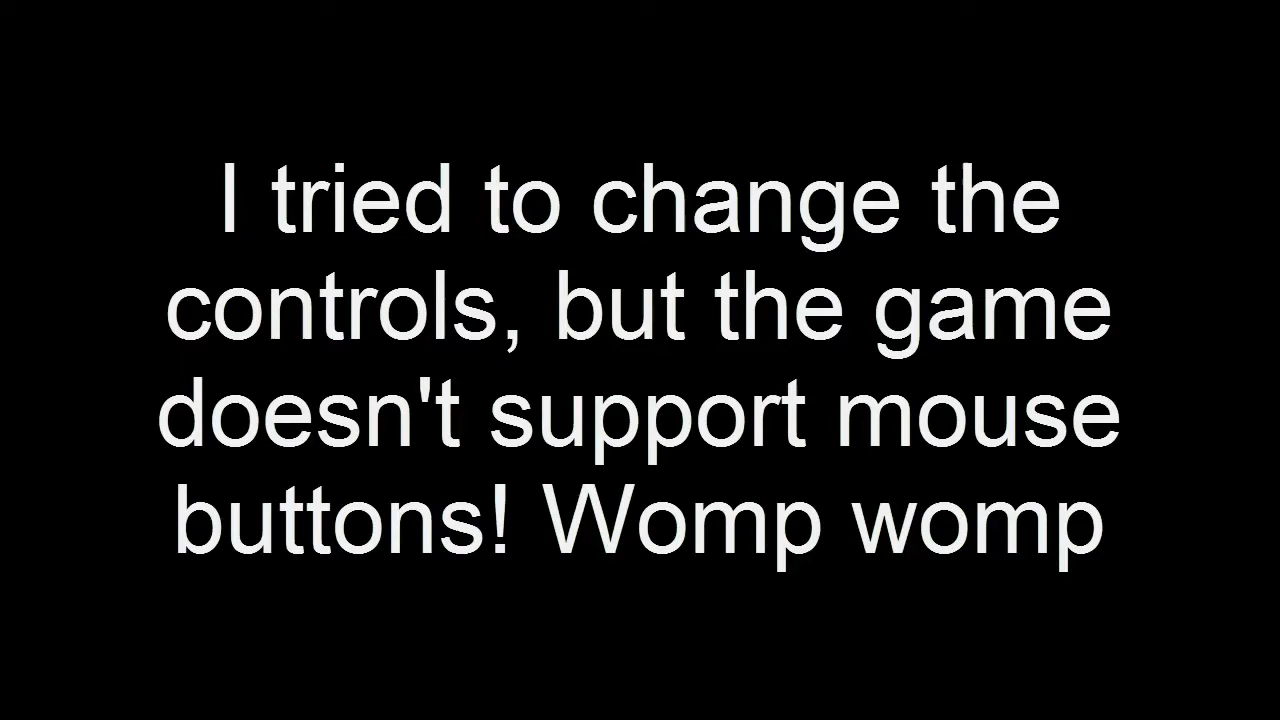 I tried to change the
controls, but the game
doesn't support mouse
buttons! Womp womp